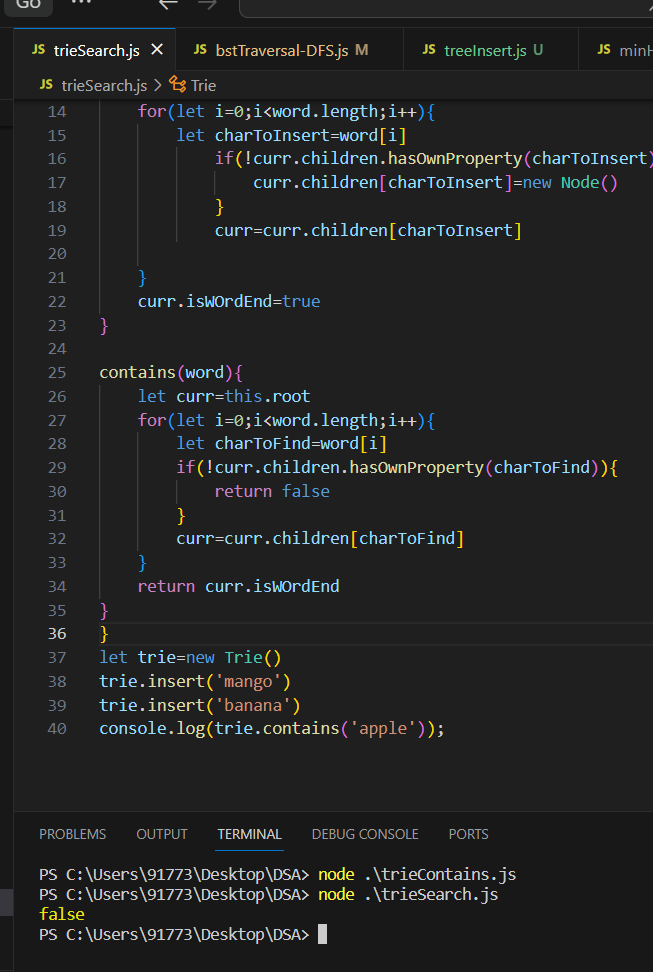 Go ... ← →
JS trieSearch.js × JS bstTraversal-DFS.js M JS treeInsert.js U JS
JS trieSearch.js > Trie
14 for(let i=0;i<word.length;i++){
15 let charToInsert=word[i]
16 if(!curr.children.hasOwnProperty(charToInsert)
17 curr.children[charToInsert]=new Node()
18 }
19 curr=curr.children[charToInsert]
20
21 }
22 curr.isWOrdEnd=true
23 }
24
25 contains(word){
26 let curr=this.root
27 for(let i=0;i<word.length;i++){
28 let charToFind=word[i]
29 if(!curr.children.hasOwnProperty(charToFind)){
30 return false
31 }
32 curr=curr.children[charToFind]
33 }
34 return curr.isWOrdEnd
35 }
36 }
37 let trie=new Trie()
38 trie.insert('mango')
39 trie.insert('banana')
40 console.log(trie.contains('apple'));
PROBLEMS OUTPUT TERMINAL DEBUG CONSOLE PORTS
PS C:\Users\91773\Desktop\DSA> node .\trieContains.js
PS C:\Users\91773\Desktop\DSA> node .\trieSearch.js
false
PS C:\Users\91773\Desktop\DSA>